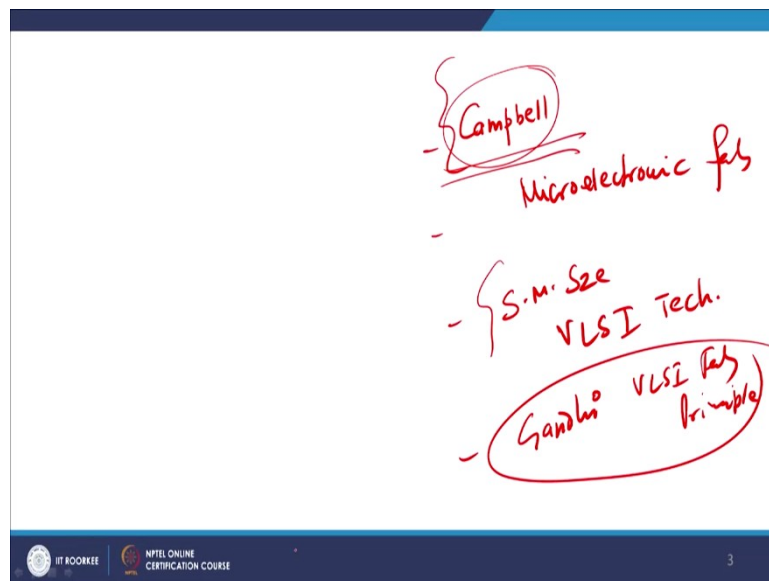 - Campbell
Microelectronic fab
-
- S.M. Sze
VLSI Tech.
- Gandhi VLSI Fab
Principle
IIT ROORKEE
NPTEL ONLINE
CERTIFICATION COURSE
3